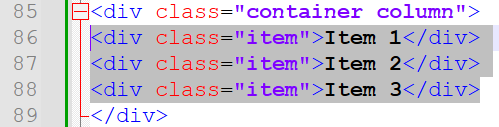 85 <div class="container column">
86 <div class="item">Item 1</div>
87 <div class="item">Item 2</div>
88 <div class="item">Item 3</div>
89 </div>